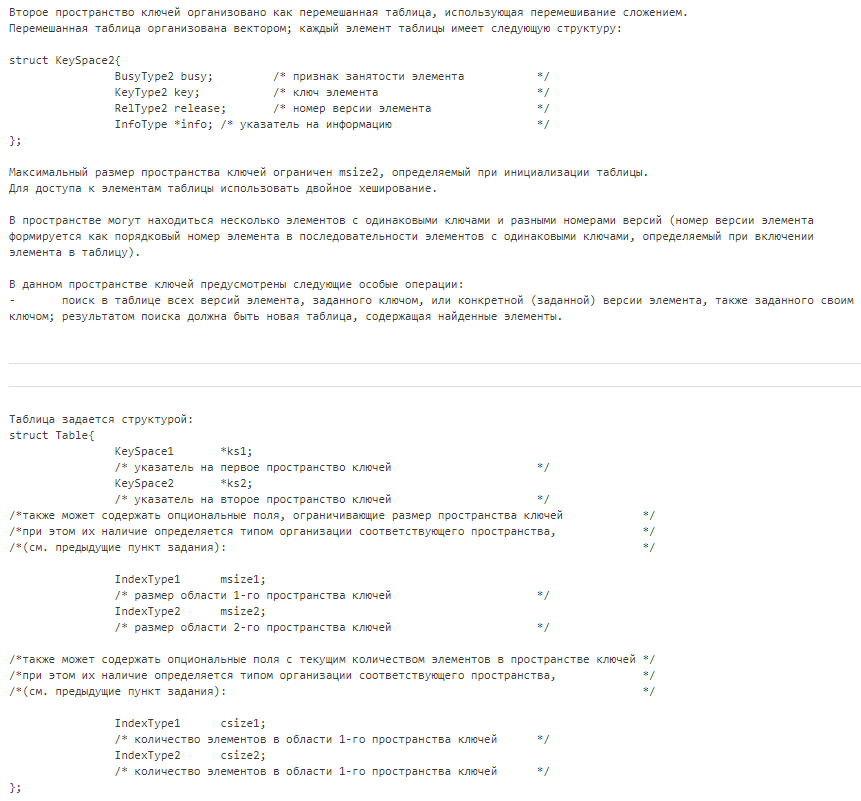 Второе пространство ключей организовано как перемешанная таблица, использующая перемешивание сложением.
Перемешанная таблица организована вектором; каждый элемент таблицы имеет следующую структуру:
struct KeySpace2{
BusyType2 busy; /* признак занятости элемента */
KeyType2 key; /* ключ элемента */
RelType2 release; /* номер версии элемента */
InfoType *info; /* указатель на информацию */
};
Максимальный размер пространства ключей ограничен msize2, определяемый при инициализации таблицы.
Для доступа к элементам таблицы использовать двойное хеширование.
В пространстве могут находиться несколько элементов с одинаковыми ключами и разными номерами версий (номер версии элемента
формируется как порядковый номер элемента в последовательности элементов с одинаковыми ключами, определяемый при включении
элемента в таблицу).
В данном пространстве ключей предусмотрены следующие особые операции:
- поиск в таблице всех версий элемента, заданного ключом, или конкретной (заданной) версии элемента, также заданного своим
ключом; результатом поиска должна быть новая таблица, содержащая найденные элементы.
Таблица задается структурой:
struct Table{
KeySpace1 *ks1;
/* указатель на первое пространство ключей */
KeySpace2 *ks2;
/* указатель на второе пространство ключей */
/*также может содержать опциональные поля, ограничивающие размер пространства ключей */
/*при этом их наличие определяется типом организации соответствующего пространства, */
/*(см. предыдущие пункт задания): */
IndexType1 msize1;
/* размер области 1-го пространства ключей */
IndexType2 msize2;
/* размер области 2-го пространства ключей */
/*также может содержать опциональные поля с текущим количеством элементов в пространстве ключей */
/*при этом их наличие определяется типом организации соответствующего пространства, */
/*(см. предыдущие пункт задания): */
IndexType1 csize1;
/* количество элементов в области 1-го пространства ключей */
IndexType2 csize2;
/* количество элементов в области 1-го пространства ключей */
};